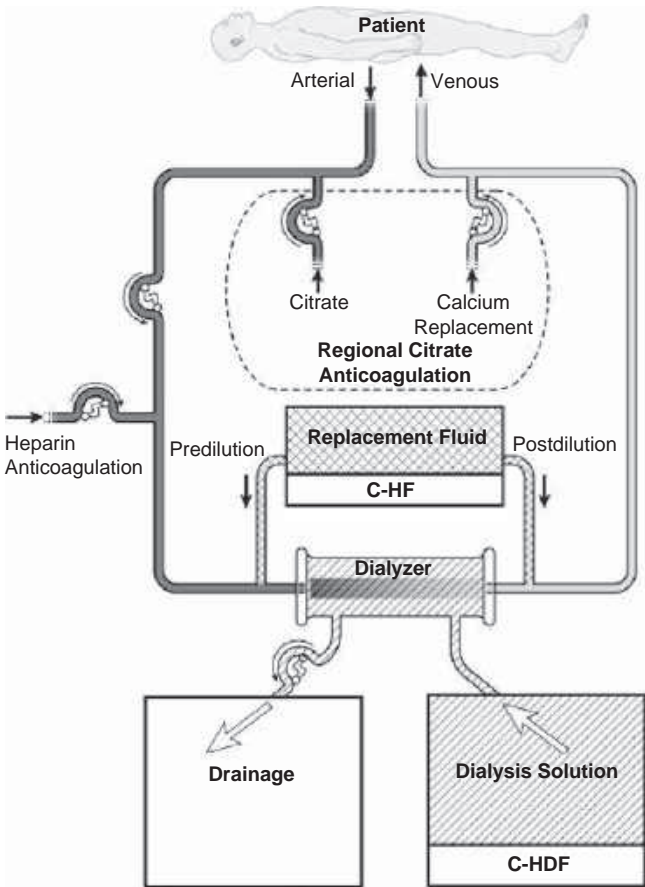 Patient
Arterial
Venous
Citrate
Calcium
Replacement
Regional Citrate
Anticoagulation
Heparin
Anticoagulation
Predilution
Replacement Fluid
Postdilution
C-HF
Dialyzer
Drainage
Dialysis Solution
C-HDF